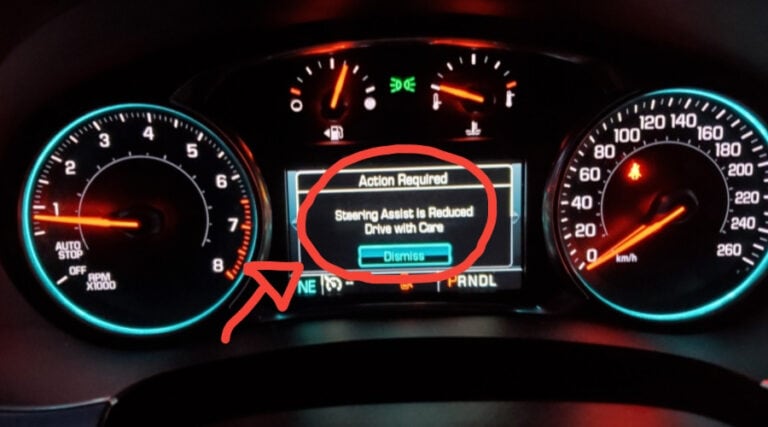 Action Required
Steering Assist is Reduced
Drive with Care
Dismiss
NE
PRNDL
1
2
3
4
5
6
7
8
AUTO
STOP
OFF
RPM
X1000
0
20
40
60
80
100
120
140
160
180
200
220
240
260
km/h